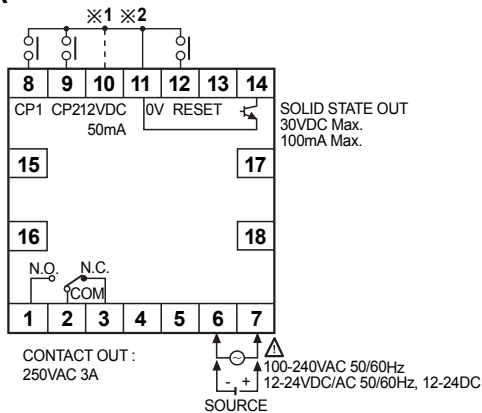 ※1 ※2
8 9 10 11 12 13 14
CP1 CP2 12VDC 0V RESET
50mA
SOLID STATE OUT
30VDC Max.
100mA Max.
15 17
16 18
N.O. N.C.
COM
1 2 3 4 5 6 7
CONTACT OUT :
250VAC 3A
100-240VAC 50/60Hz
12-24VDC/AC 50/60Hz, 12-24DC
- +
SOURCE